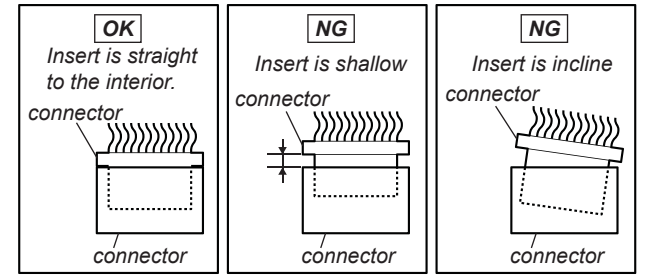 OK
Insert is straight
to the interior.
connector
connector
NG
Insert is shallow
connector
connector
NG
Insert is incline
connector
connector